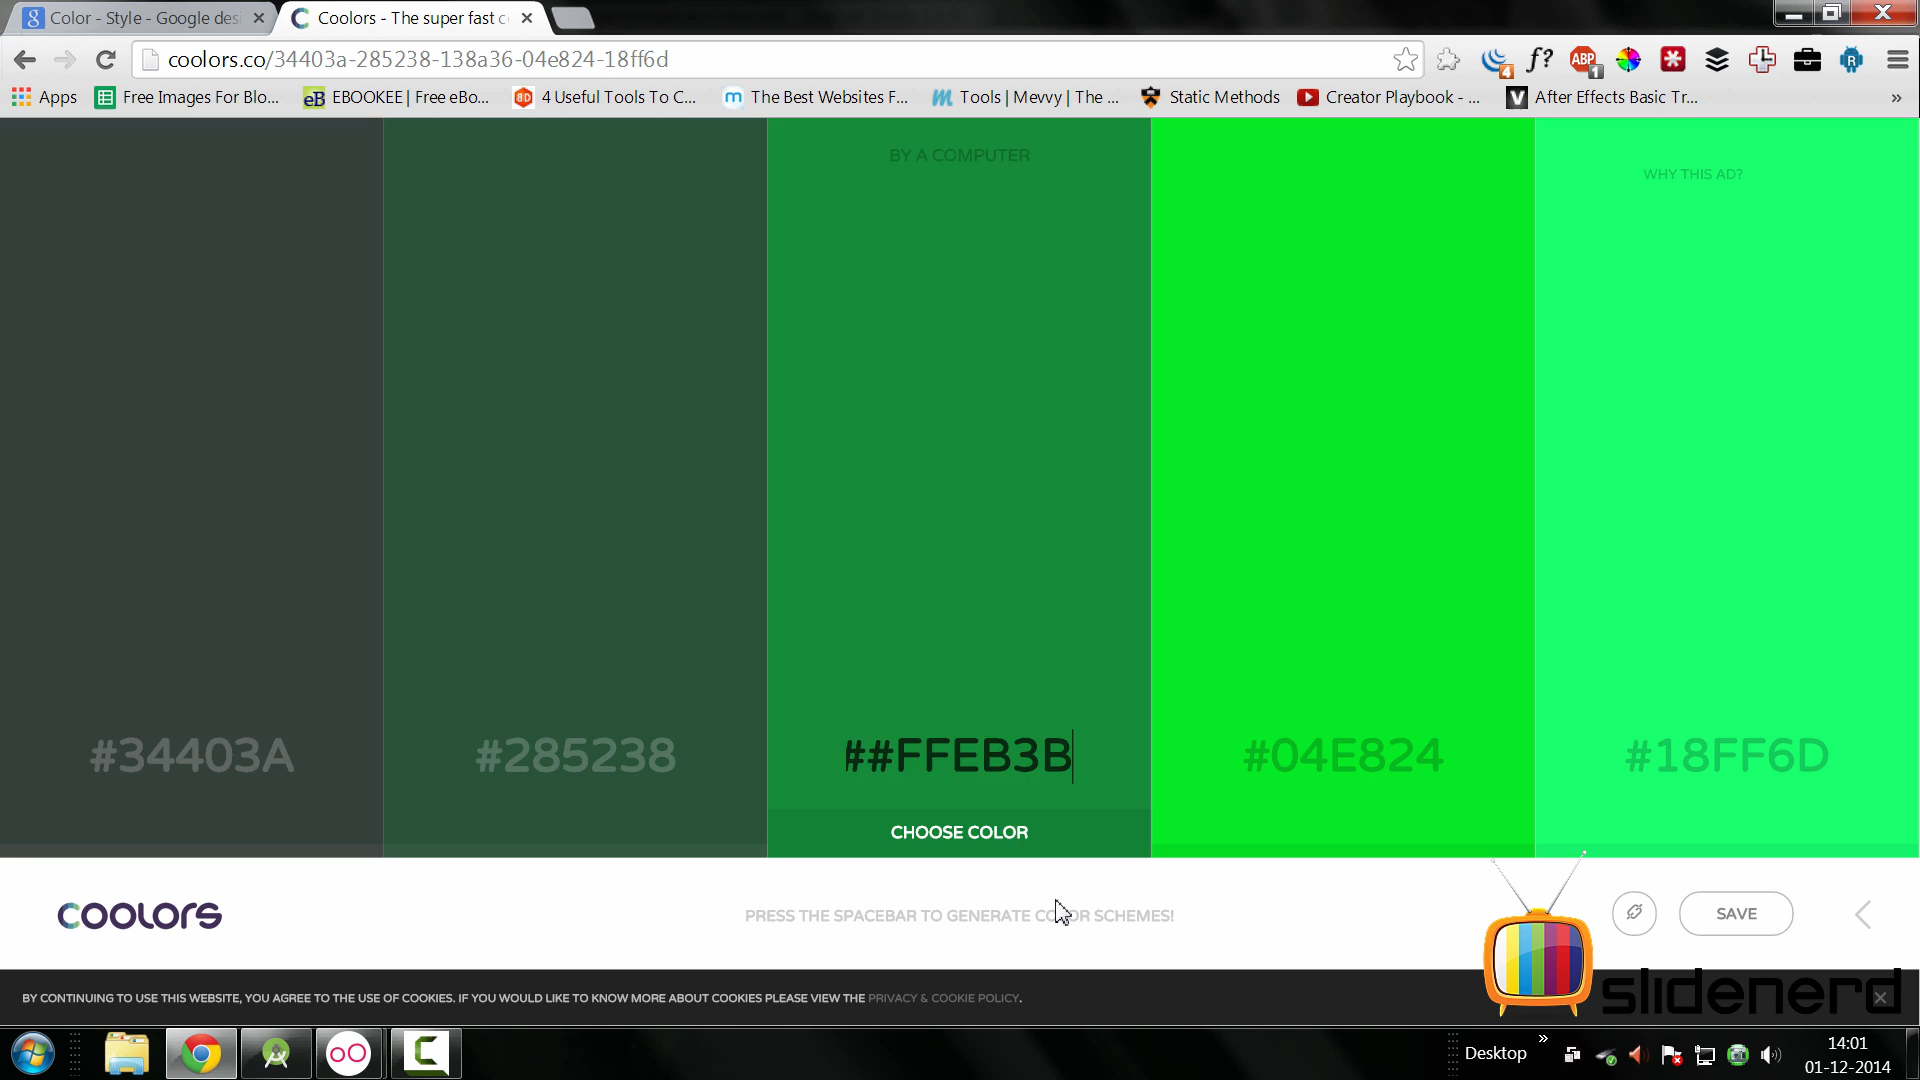 Color - Style - Google desi
Coolors - The super fast c
coolors.co/34403a-285238-138a36-04e824-18ff6d
f?
ABP
1
4
R
Apps
Free Images For Blo...
eB
EBOOKEE | Free eBo...
4 Useful Tools To C...
The Best Websites F...
Tools | Mevvy | The ...
Static Methods
Creator Playbook - ...
V
After Effects Basic Tr...
»
BY A COMPUTER
WHY THIS AD?
#34403A
#285238
##FFEB3B
#04E824
#18FF6D
CHOOSE COLOR
COOLORS
PRESS THE SPACEBAR TO GENERATE COLOR SCHEMES!
SAVE
slidenerd
BY CONTINUING TO USE THIS WEBSITE, YOU AGREE TO THE USE OF COOKIES. IF YOU WOULD LIKE TO KNOW MORE ABOUT COOKIES PLEASE VIEW THE PRIVACY & COOKIE POLICY.
Desktop
»
14:01
01-12-2014